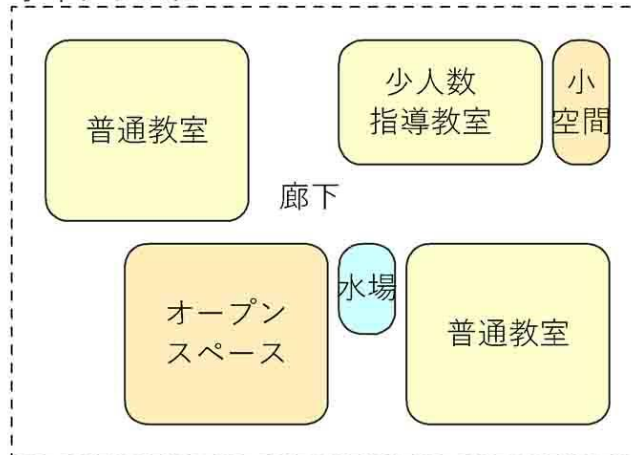 普通教室
少人数
指導教室
小
空間
廊下
オープン
スペース
水場
普通教室